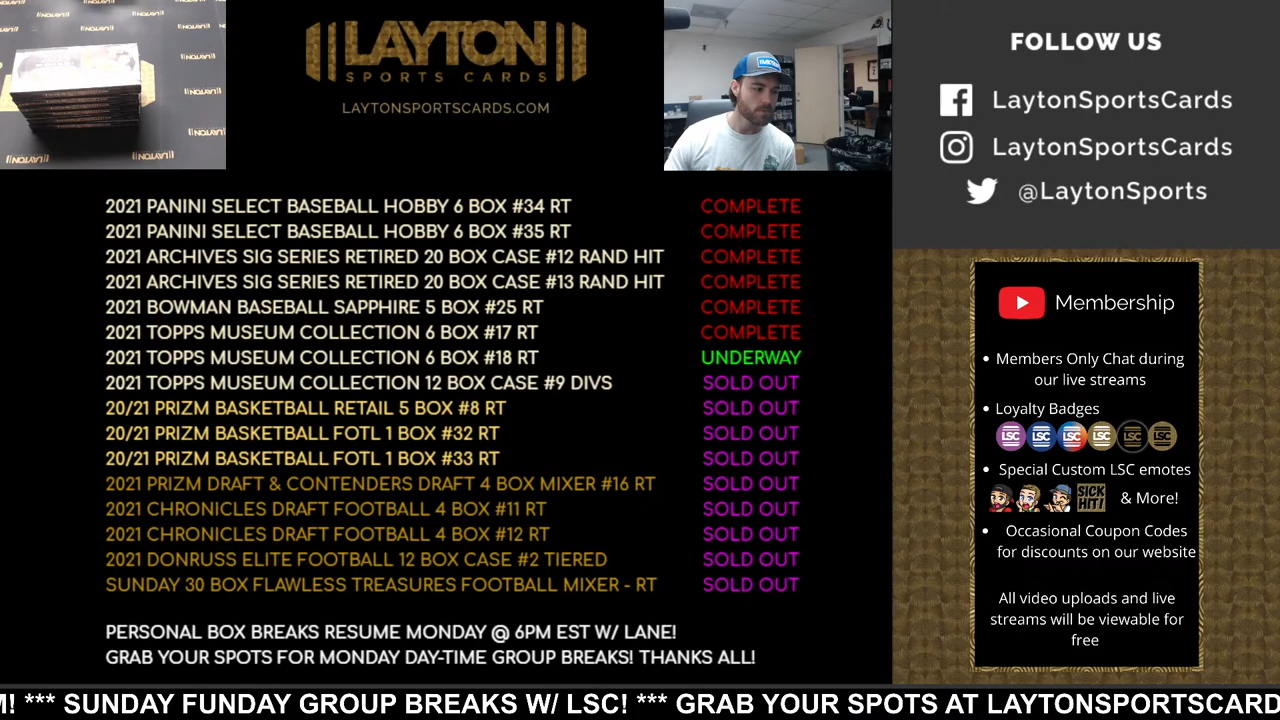 LAYTON
SPORTS CARDS
LAYTONSPORTSCARDS.COM
2021 PANINI SELECT BASEBALL HOBBY 6 BOX #34 RT COMPLETE
2021 PANINI SELECT BASEBALL HOBBY 6 BOX #35 RT COMPLETE
2021 ARCHIVES SIG SERIES RETIRED 20 BOX CASE #12 RAND HIT COMPLETE
2021 ARCHIVES SIG SERIES RETIRED 20 BOX CASE #13 RAND HIT COMPLETE
2021 BOWMAN BASEBALL SAPPHIRE 5 BOX #25 RT COMPLETE
2021 TOPPS MUSEUM COLLECTION 6 BOX #17 RT COMPLETE
2021 TOPPS MUSEUM COLLECTION 6 BOX #18 RT UNDERWAY
2021 TOPPS MUSEUM COLLECTION 12 BOX CASE #9 DIVS SOLD OUT
20/21 PRIZM BASKETBALL RETAIL 5 BOX #8 RT SOLD OUT
20/21 PRIZM BASKETBALL FOTL 1 BOX #32 RT SOLD OUT
20/21 PRIZM BASKETBALL FOTL 1 BOX #33 RT SOLD OUT
2021 PRIZM DRAFT & CONTENDERS DRAFT 4 BOX MIXER #16 RT SOLD OUT
2021 CHRONICLES DRAFT FOOTBALL 4 BOX #11 RT SOLD OUT
2021 CHRONICLES DRAFT FOOTBALL 4 BOX #12 RT SOLD OUT
2021 DONRUSS ELITE FOOTBALL 12 BOX CASE #2 TIERED SOLD OUT
SUNDAY 30 BOX FLAWLESS TREASURES FOOTBALL MIXER - RT SOLD OUT
PERSONAL BOX BREAKS RESUME MONDAY @ 6PM EST W/ LANE!
GRAB YOUR SPOTS FOR MONDAY DAY-TIME GROUP BREAKS! THANKS ALL!
FOLLOW US
LaytonSportsCards
LaytonSportsCards
@LaytonSports
Membership
• Members Only Chat during
our live streams
• Loyalty Badges
LSC LSC LSC LSC LSC LSC
• Special Custom LSC emotes
SICK
HIT!
& More!
• Occasional Coupon Codes
for discounts on our website
All video uploads and live
streams will be viewable for
free
M! *** SUNDAY FUNDAY GROUP BREAKS W/ LSC! *** GRAB YOUR SPOTS AT LAYTONSPORTSCARD